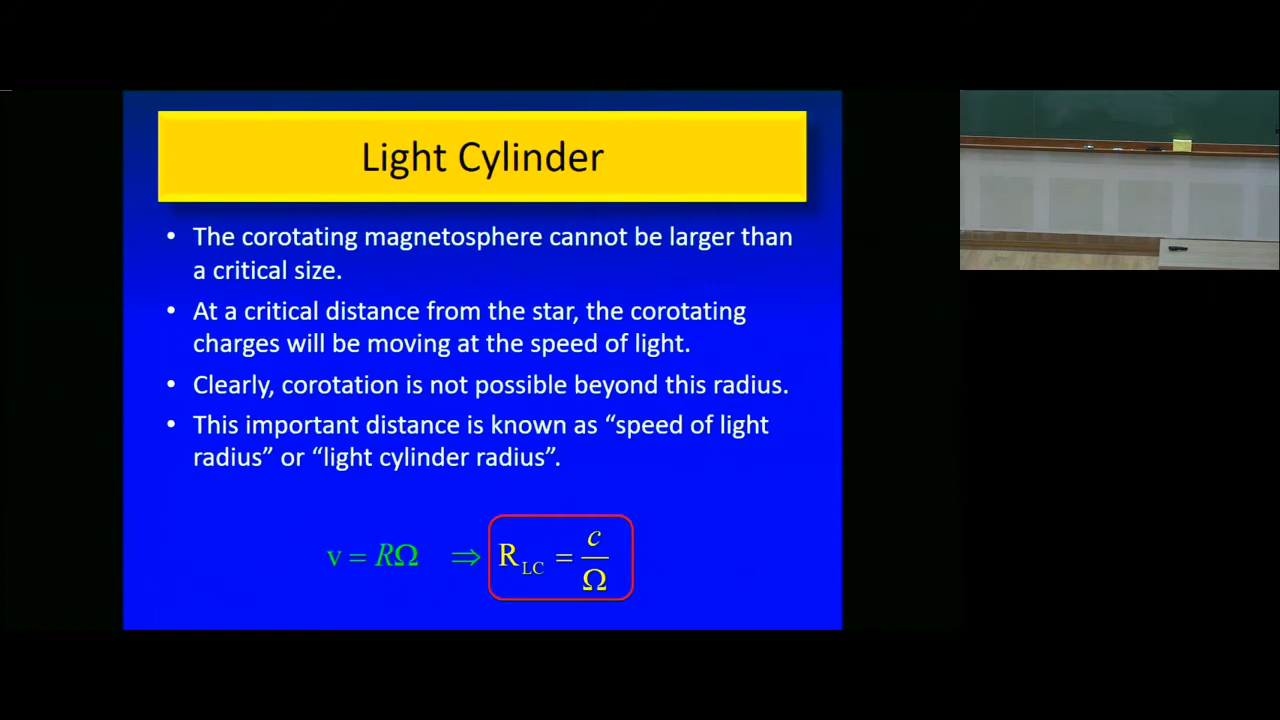 Light Cylinder
• The corotating magnetosphere cannot be larger than
a critical size.
• At a critical distance from the star, the corotating
charges will be moving at the speed of light.
• Clearly, corotation is not possible beyond this radius.
• This important distance is known as “speed of light
radius” or “light cylinder radius”.
v = RΩ ⇒ R_LC = c/Ω